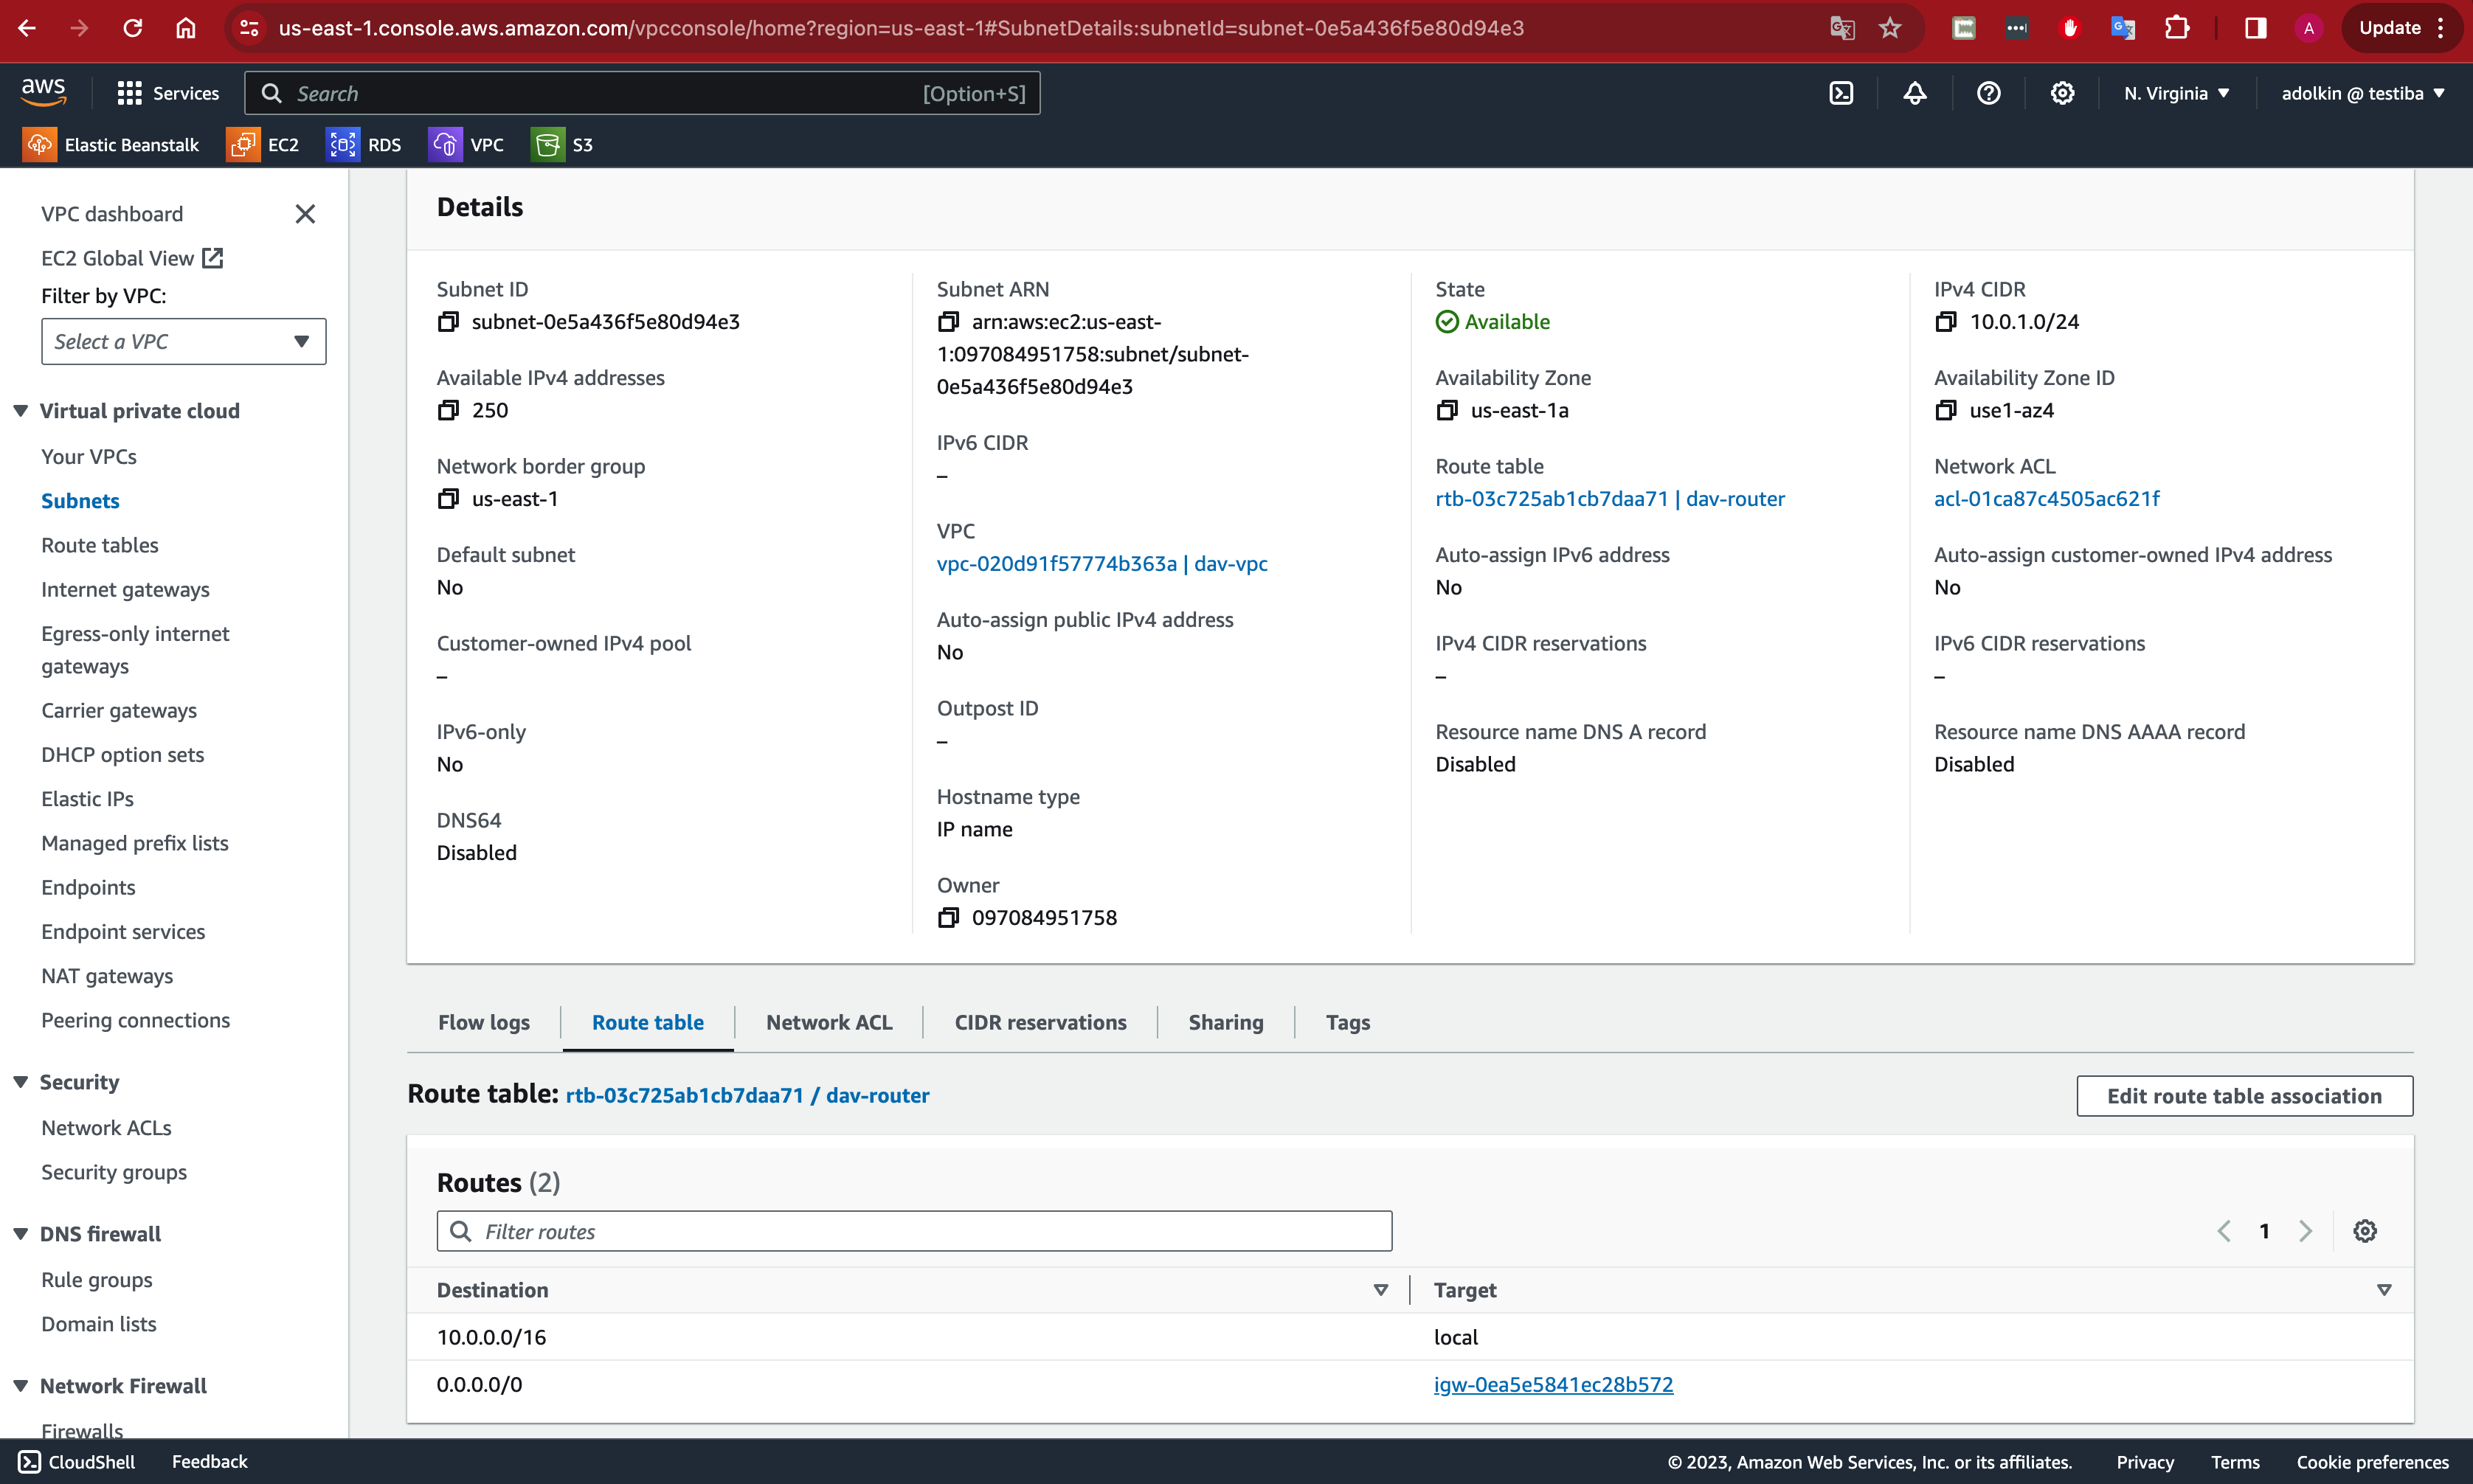 us-east-1.console.aws.amazon.com/vpcconsole/home?region=us-east-1#SubnetDetails:subnetId=subnet-0e5a436f5e80d94e3
A
Update
aws
Services
Search
[Option+S]
N. Virginia
adolkin @ testiba
Elastic Beanstalk
EC2
RDS
VPC
S3
VPC dashboard
EC2 Global View
Filter by VPC:
Select a VPC
Virtual private cloud
Your VPCs
Subnets
Route tables
Internet gateways
Egress-only internet
gateways
Carrier gateways
DHCP option sets
Elastic IPs
Managed prefix lists
Endpoints
Endpoint services
NAT gateways
Peering connections
Security
Network ACLs
Security groups
DNS firewall
Rule groups
Domain lists
Network Firewall
Firewalls
Details
Subnet ID
subnet-0e5a436f5e80d94e3
Available IPv4 addresses
250
Network border group
us-east-1
Default subnet
No
Customer-owned IPv4 pool
–
IPv6-only
No
DNS64
Disabled
Subnet ARN
arn:aws:ec2:us-east-
1:097084951758:subnet/subnet-
0e5a436f5e80d94e3
IPv6 CIDR
–
VPC
vpc-020d91f57774b363a | dav-vpc
Auto-assign public IPv4 address
No
Outpost ID
–
Hostname type
IP name
Owner
097084951758
State
Available
Availability Zone
us-east-1a
Route table
rtb-03c725ab1cb7daa71 | dav-router
Auto-assign IPv6 address
No
IPv4 CIDR reservations
–
Resource name DNS A record
Disabled
IPv4 CIDR
10.0.1.0/24
Availability Zone ID
use1-az4
Network ACL
acl-01ca87c4505ac621f
Auto-assign customer-owned IPv4 address
No
IPv6 CIDR reservations
–
Resource name DNS AAAA record
Disabled
Flow logs
Route table
Network ACL
CIDR reservations
Sharing
Tags
Route table: rtb-03c725ab1cb7daa71 / dav-router
Edit route table association
Routes (2)
Filter routes
1
Destination
Target
10.0.0.0/16
local
0.0.0.0/0
igw-0ea5e5841ec28b572
CloudShell
Feedback
© 2023, Amazon Web Services, Inc. or its affiliates.
Privacy
Terms
Cookie preferences